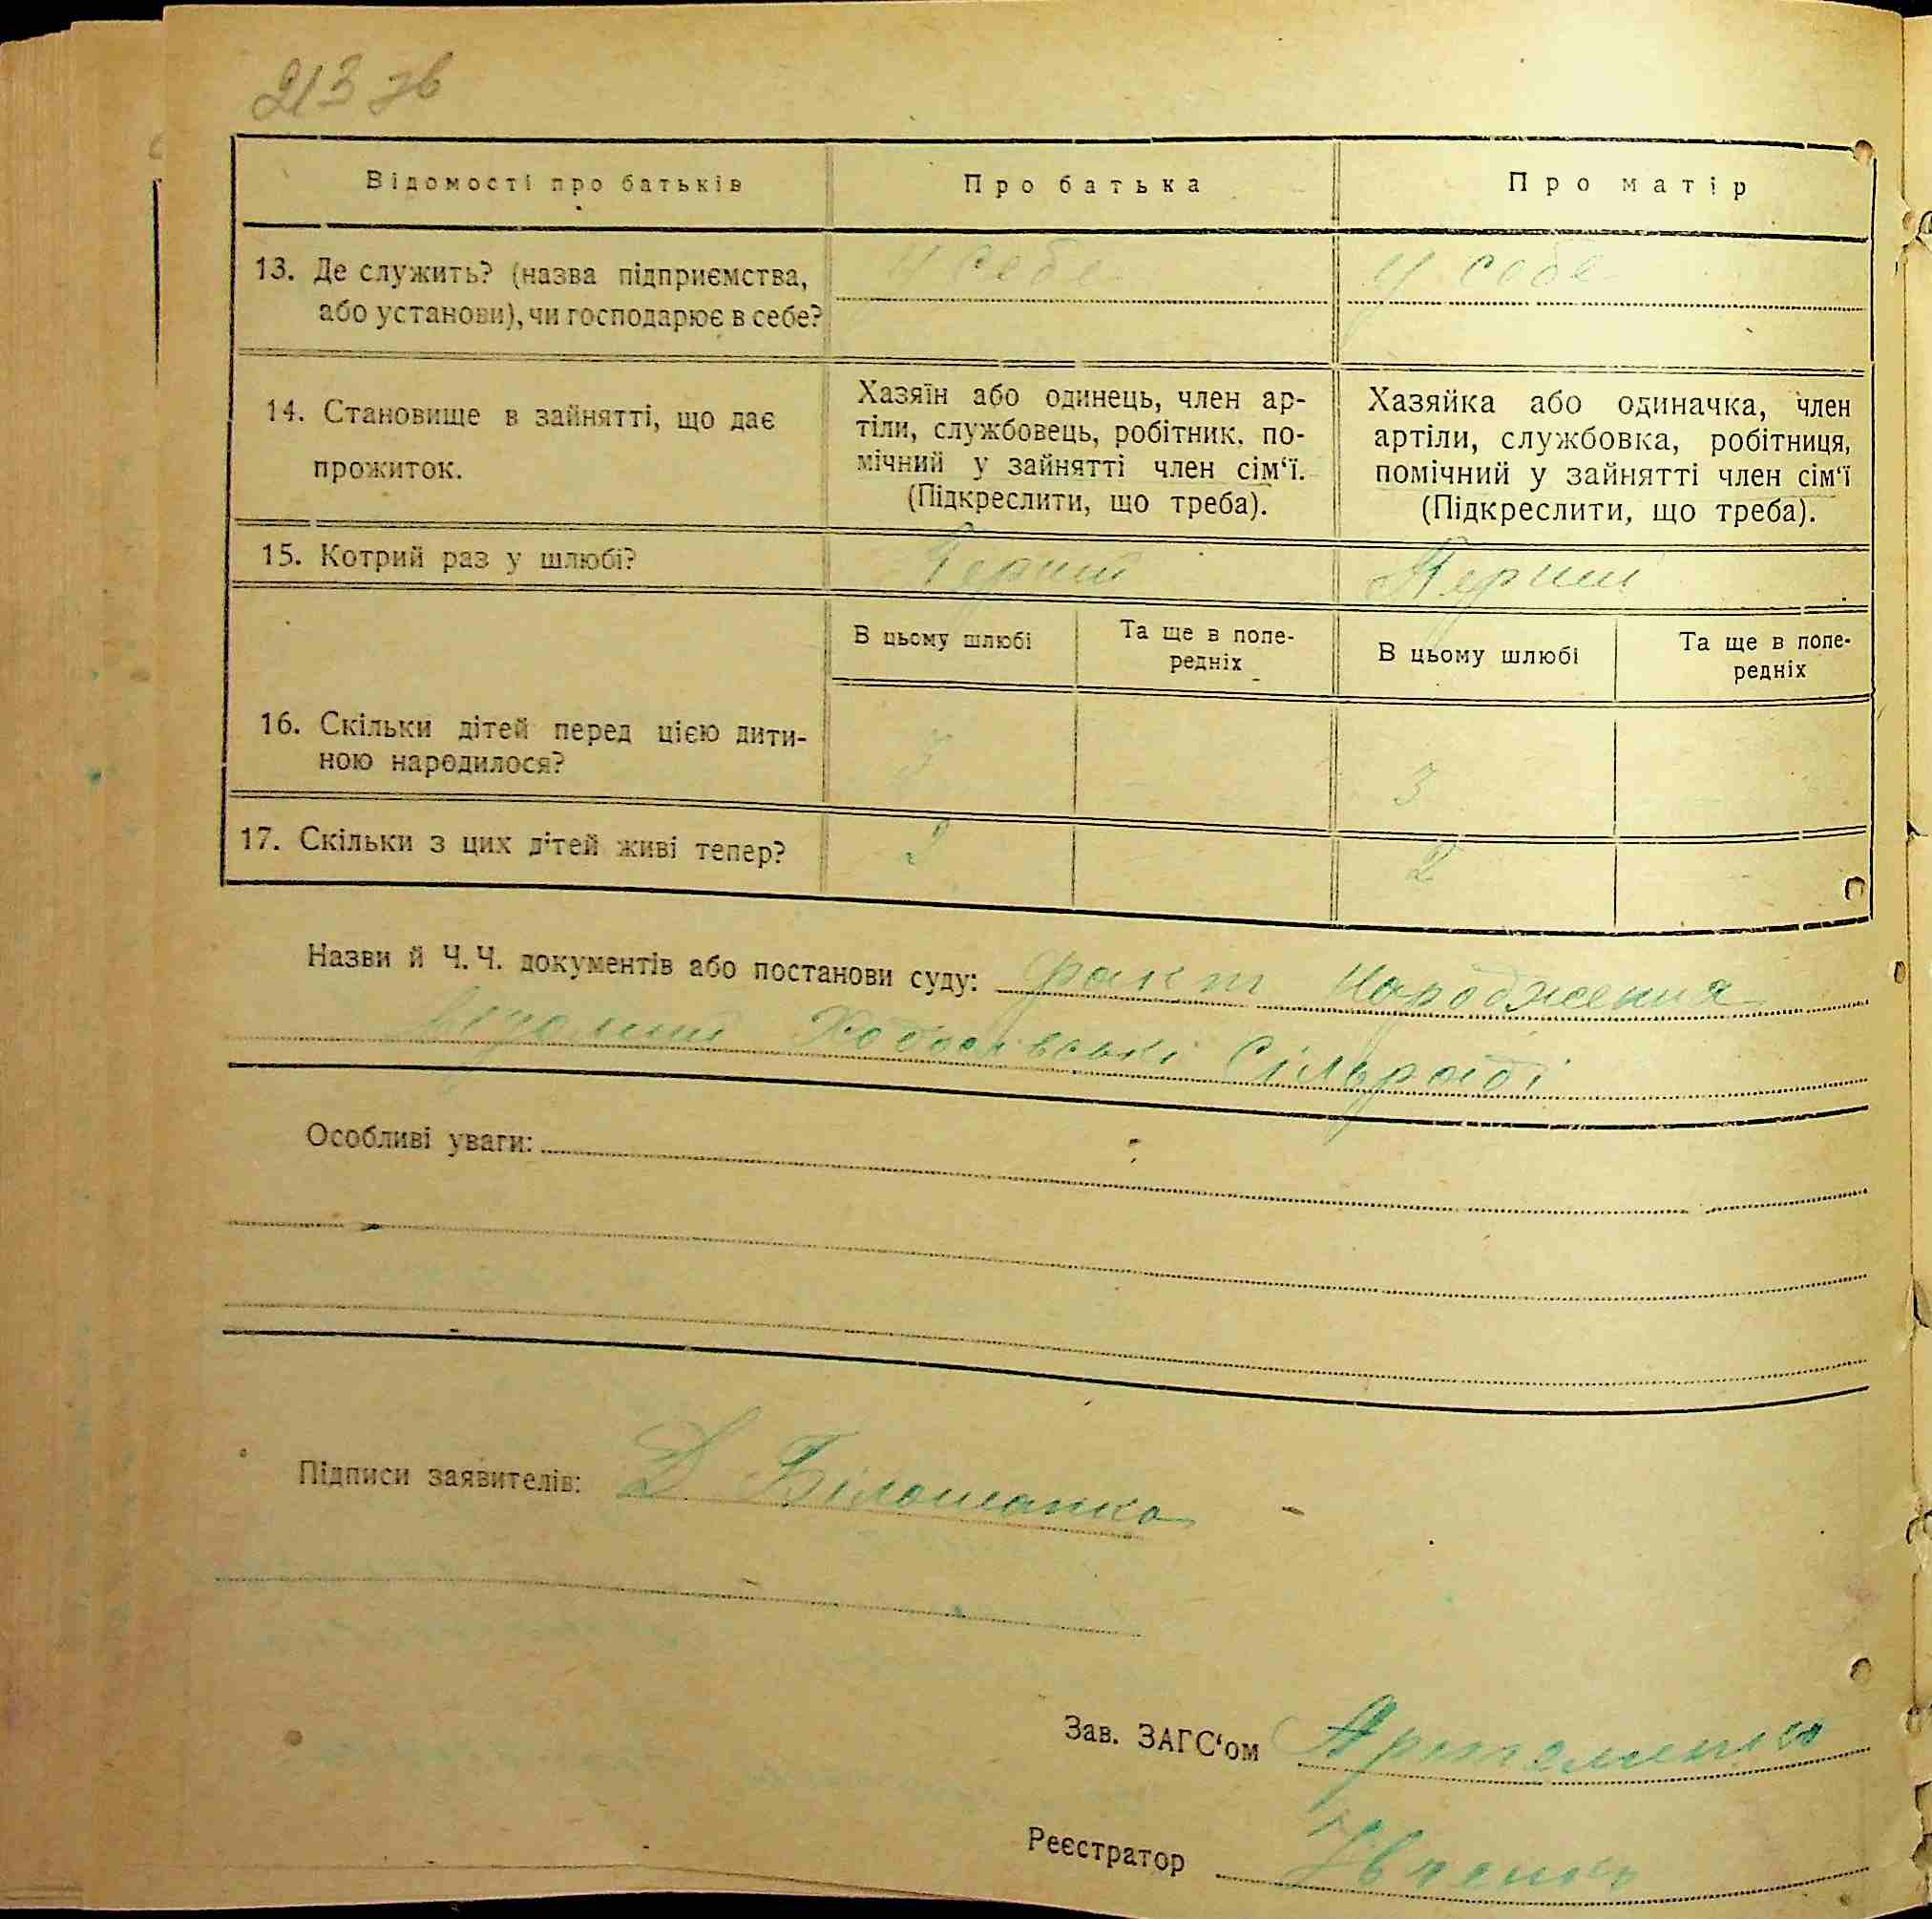 213 зв
Відомості про батьків Про батька Про матір
13. Де служить? (назва підприємства, у себе у себе
або установи), чи господарює в себе?
14. Становище в зайнятті, що дає прожиток.
Хазяїн або одинець, член ар-
тіли, службовець, робітник, по-
мічний у зайнятті член сім‘ї.
(Підкреслити, що треба).
Хазяйка або одиначка, член
артіли, службовка, робітниця,
помічний у зайнятті член сім‘ї
(Підкреслити, що треба).
15. Котрий раз у шлюбі? Перший Перший
В цьому шлюбі Та ще в попе-
редніх
В цьому шлюбі Та ще в попе-
редніх
16. Скільки дітей перед цією дити-
ною народилося? 3 3
17. Скільки з цих дітей живі тепер? 2 2
Назви й Ч.Ч. документів або постанови суду: факт народження
Сільраді
Особливі уваги:
Підписи заявителів: Д Білошапка
Зав. ЗАГС‘ом Артеменко
Реєстратор